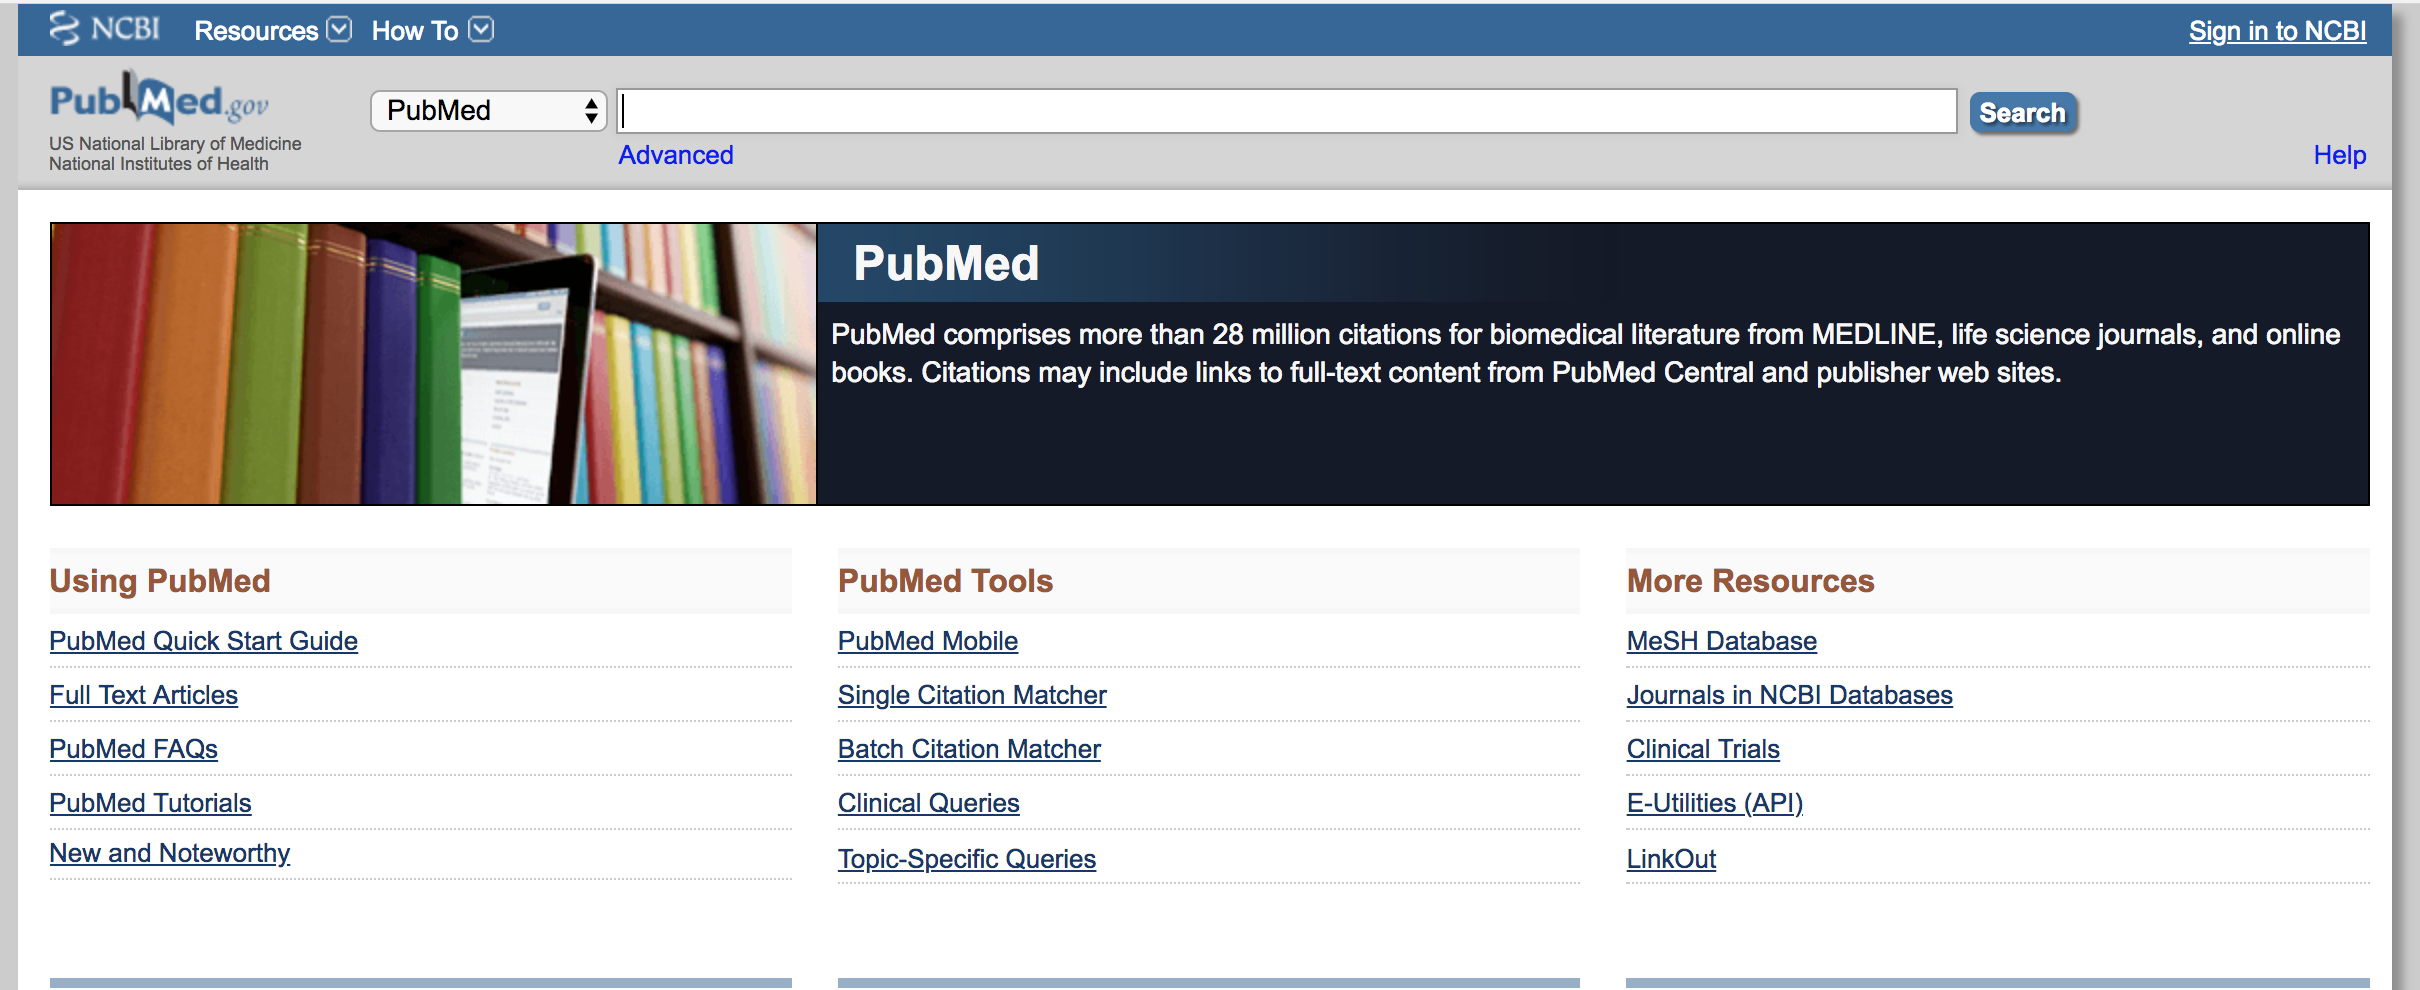 NCBI Resources How To Sign in to NCBI
PubMed.gov
US National Library of Medicine
National Institutes of Health
PubMed Search
Advanced Help
PubMed
PubMed comprises more than 28 million citations for biomedical literature from MEDLINE, life science journals, and online
books. Citations may include links to full-text content from PubMed Central and publisher web sites.
Using PubMed
PubMed Quick Start Guide
Full Text Articles
PubMed FAQs
PubMed Tutorials
New and Noteworthy
PubMed Tools
PubMed Mobile
Single Citation Matcher
Batch Citation Matcher
Clinical Queries
Topic-Specific Queries
More Resources
MeSH Database
Journals in NCBI Databases
Clinical Trials
E-Utilities (API)
LinkOut